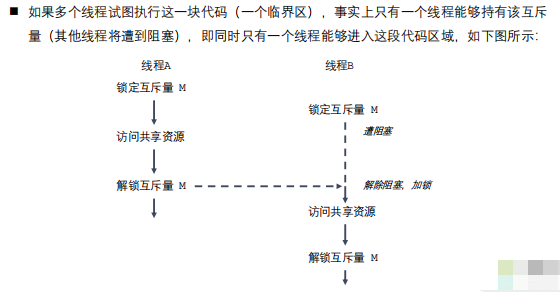 ■ 如果多个线程试图执行这一块代码（一个临界区），事实上只有一个线程能够持有该互斥
量（其他线程将遭到阻塞），即同时只有一个线程能够进入这段代码区域，如下图所示：
线程A
线程B
锁定互斥量 M
锁定互斥量 M
遭阻塞
访问共享资源
解锁互斥量 M
解除阻塞，加锁
访问共享资源
解锁互斥量 M